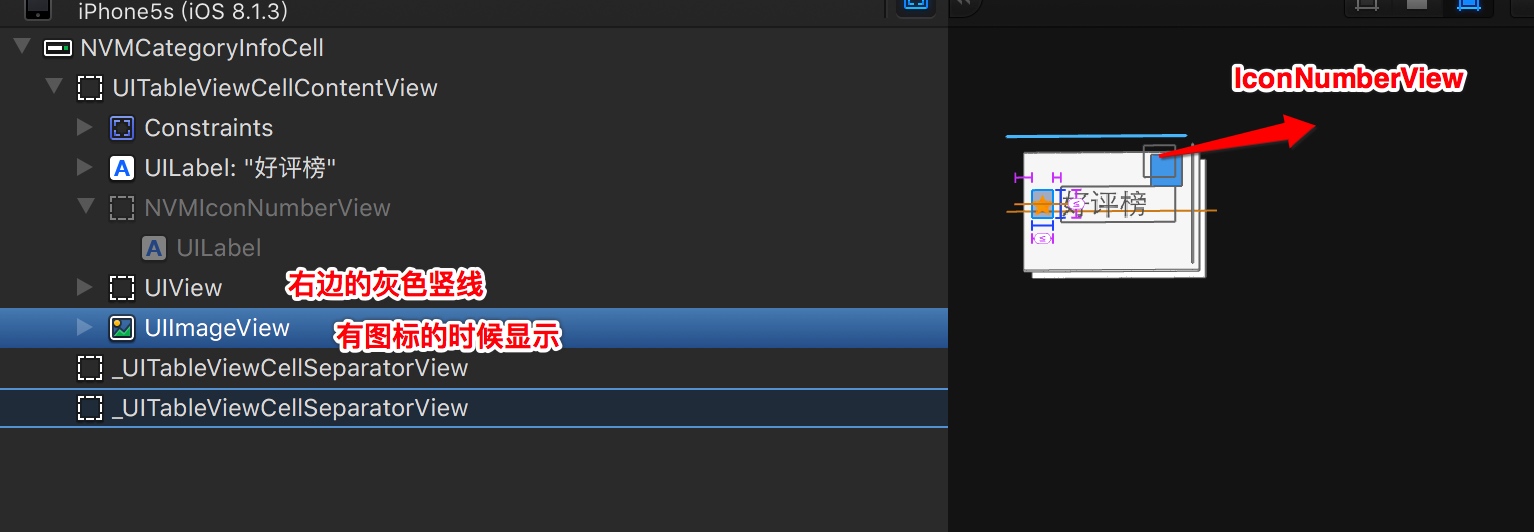 iPhone5s (iOS 8.1.3)
NVMCategoryInfoCell
UITableViewCellContentView
Constraints
A UILabel: "好评榜"
NVMIconNumberView
A UILabel
UIView 右边的灰色竖线
UIImageView 有图标的时候显示
_UITableViewCellSeparatorView
_UITableViewCellSeparatorView
IconNumberView
好评榜
≤
≤